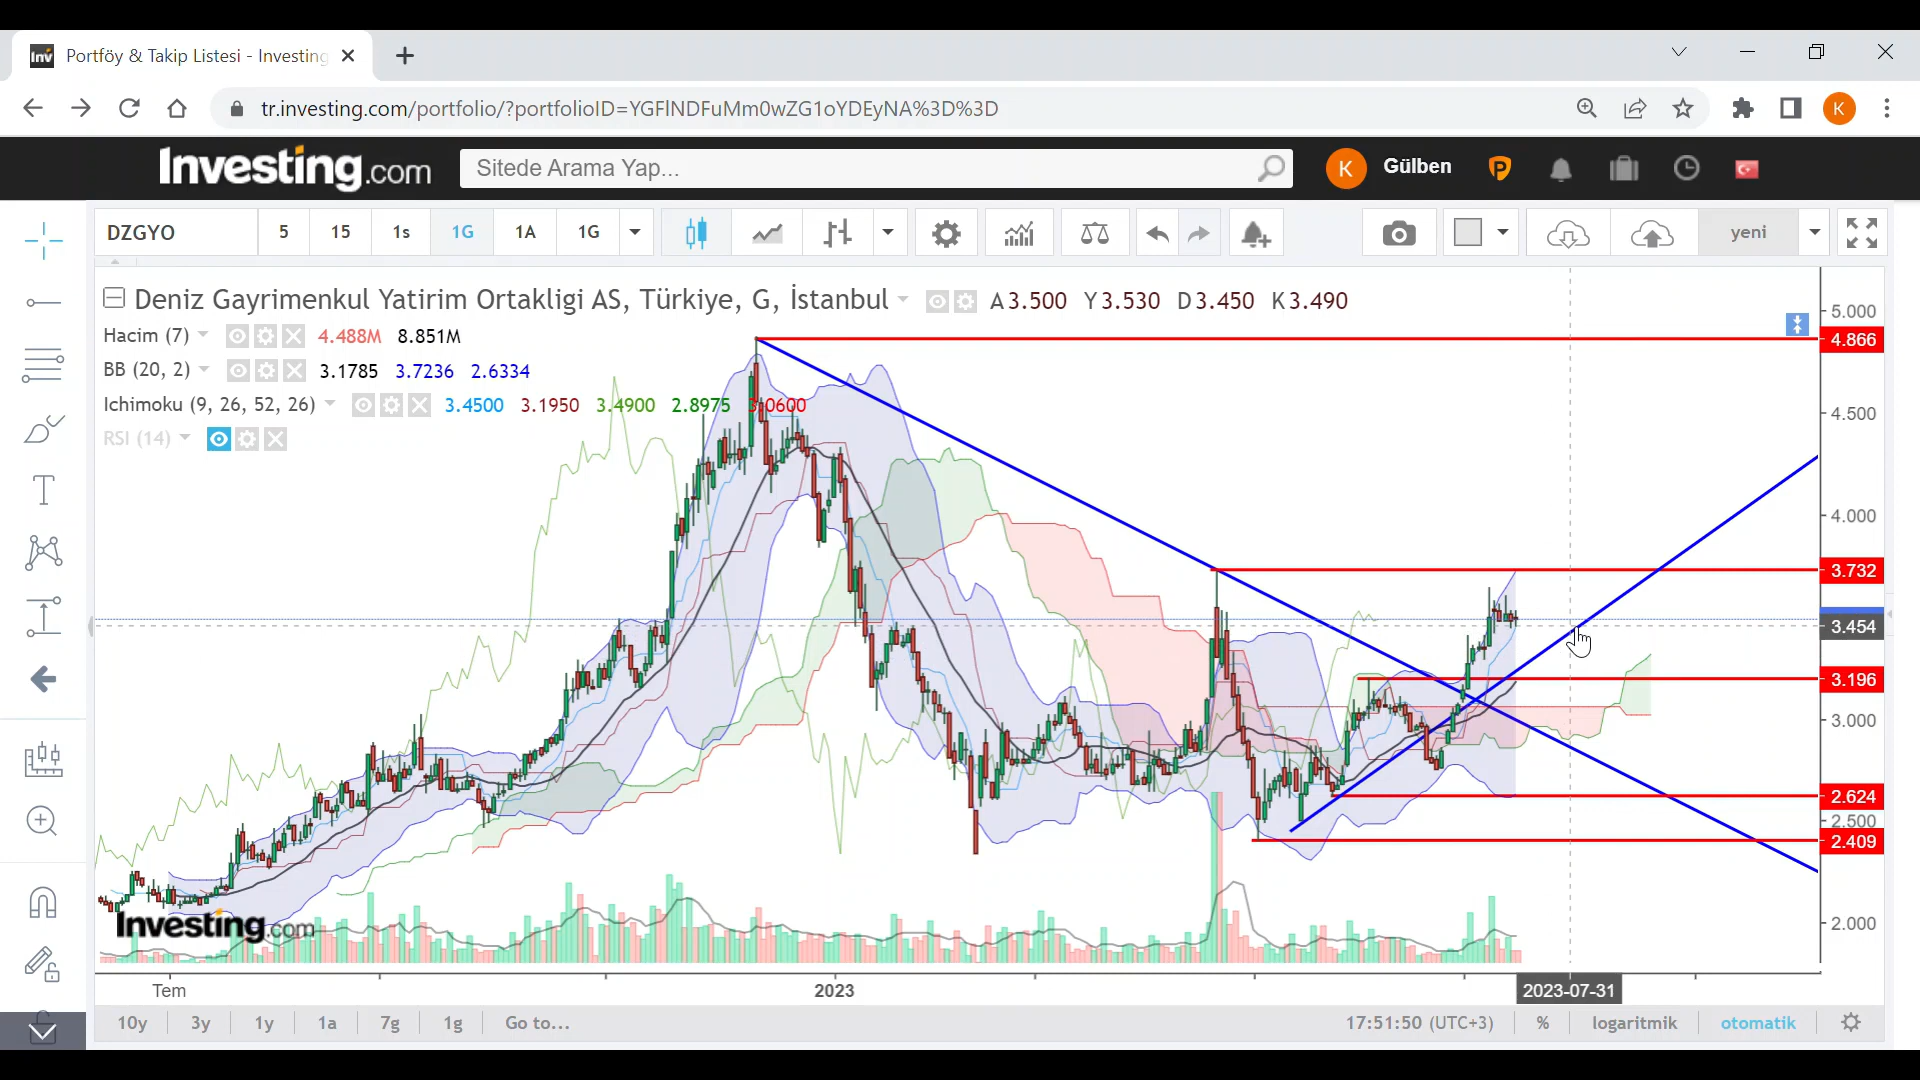 inv Portföy & Takip Listesi - Investing
tr.investing.com/portfolio/?portfolioID=YGFlNDFuMm0wZG1oYDEyNA%3D%3D
K
Investing.com
Sitede Arama Yap...
K Gülben P
DZGYO 5 15 1s 1G 1A 1G yeni
Deniz Gayrimenkul Yatirim Ortakligi AS, Türkiye, G, İstanbul A3.500 Y3.530 D3.450 K3.490
Hacim (7) 4.488M 8.851M
BB (20, 2) 3.1785 3.7236 2.6334
Ichimoku (9, 26, 52, 26) 3.4500 3.1950 3.4900 2.8975 3.0600
RSI (14)
5.000
4.866
4.500
4.000
3.732
3.454
3.196
3.000
2.624
2.500
2.409
2.000
Investing.com
Tem 2023 2023-07-31
10y 3y 1y 1a 7g 1g Go to... 17:51:50 (UTC+3) % logaritmik otomatik